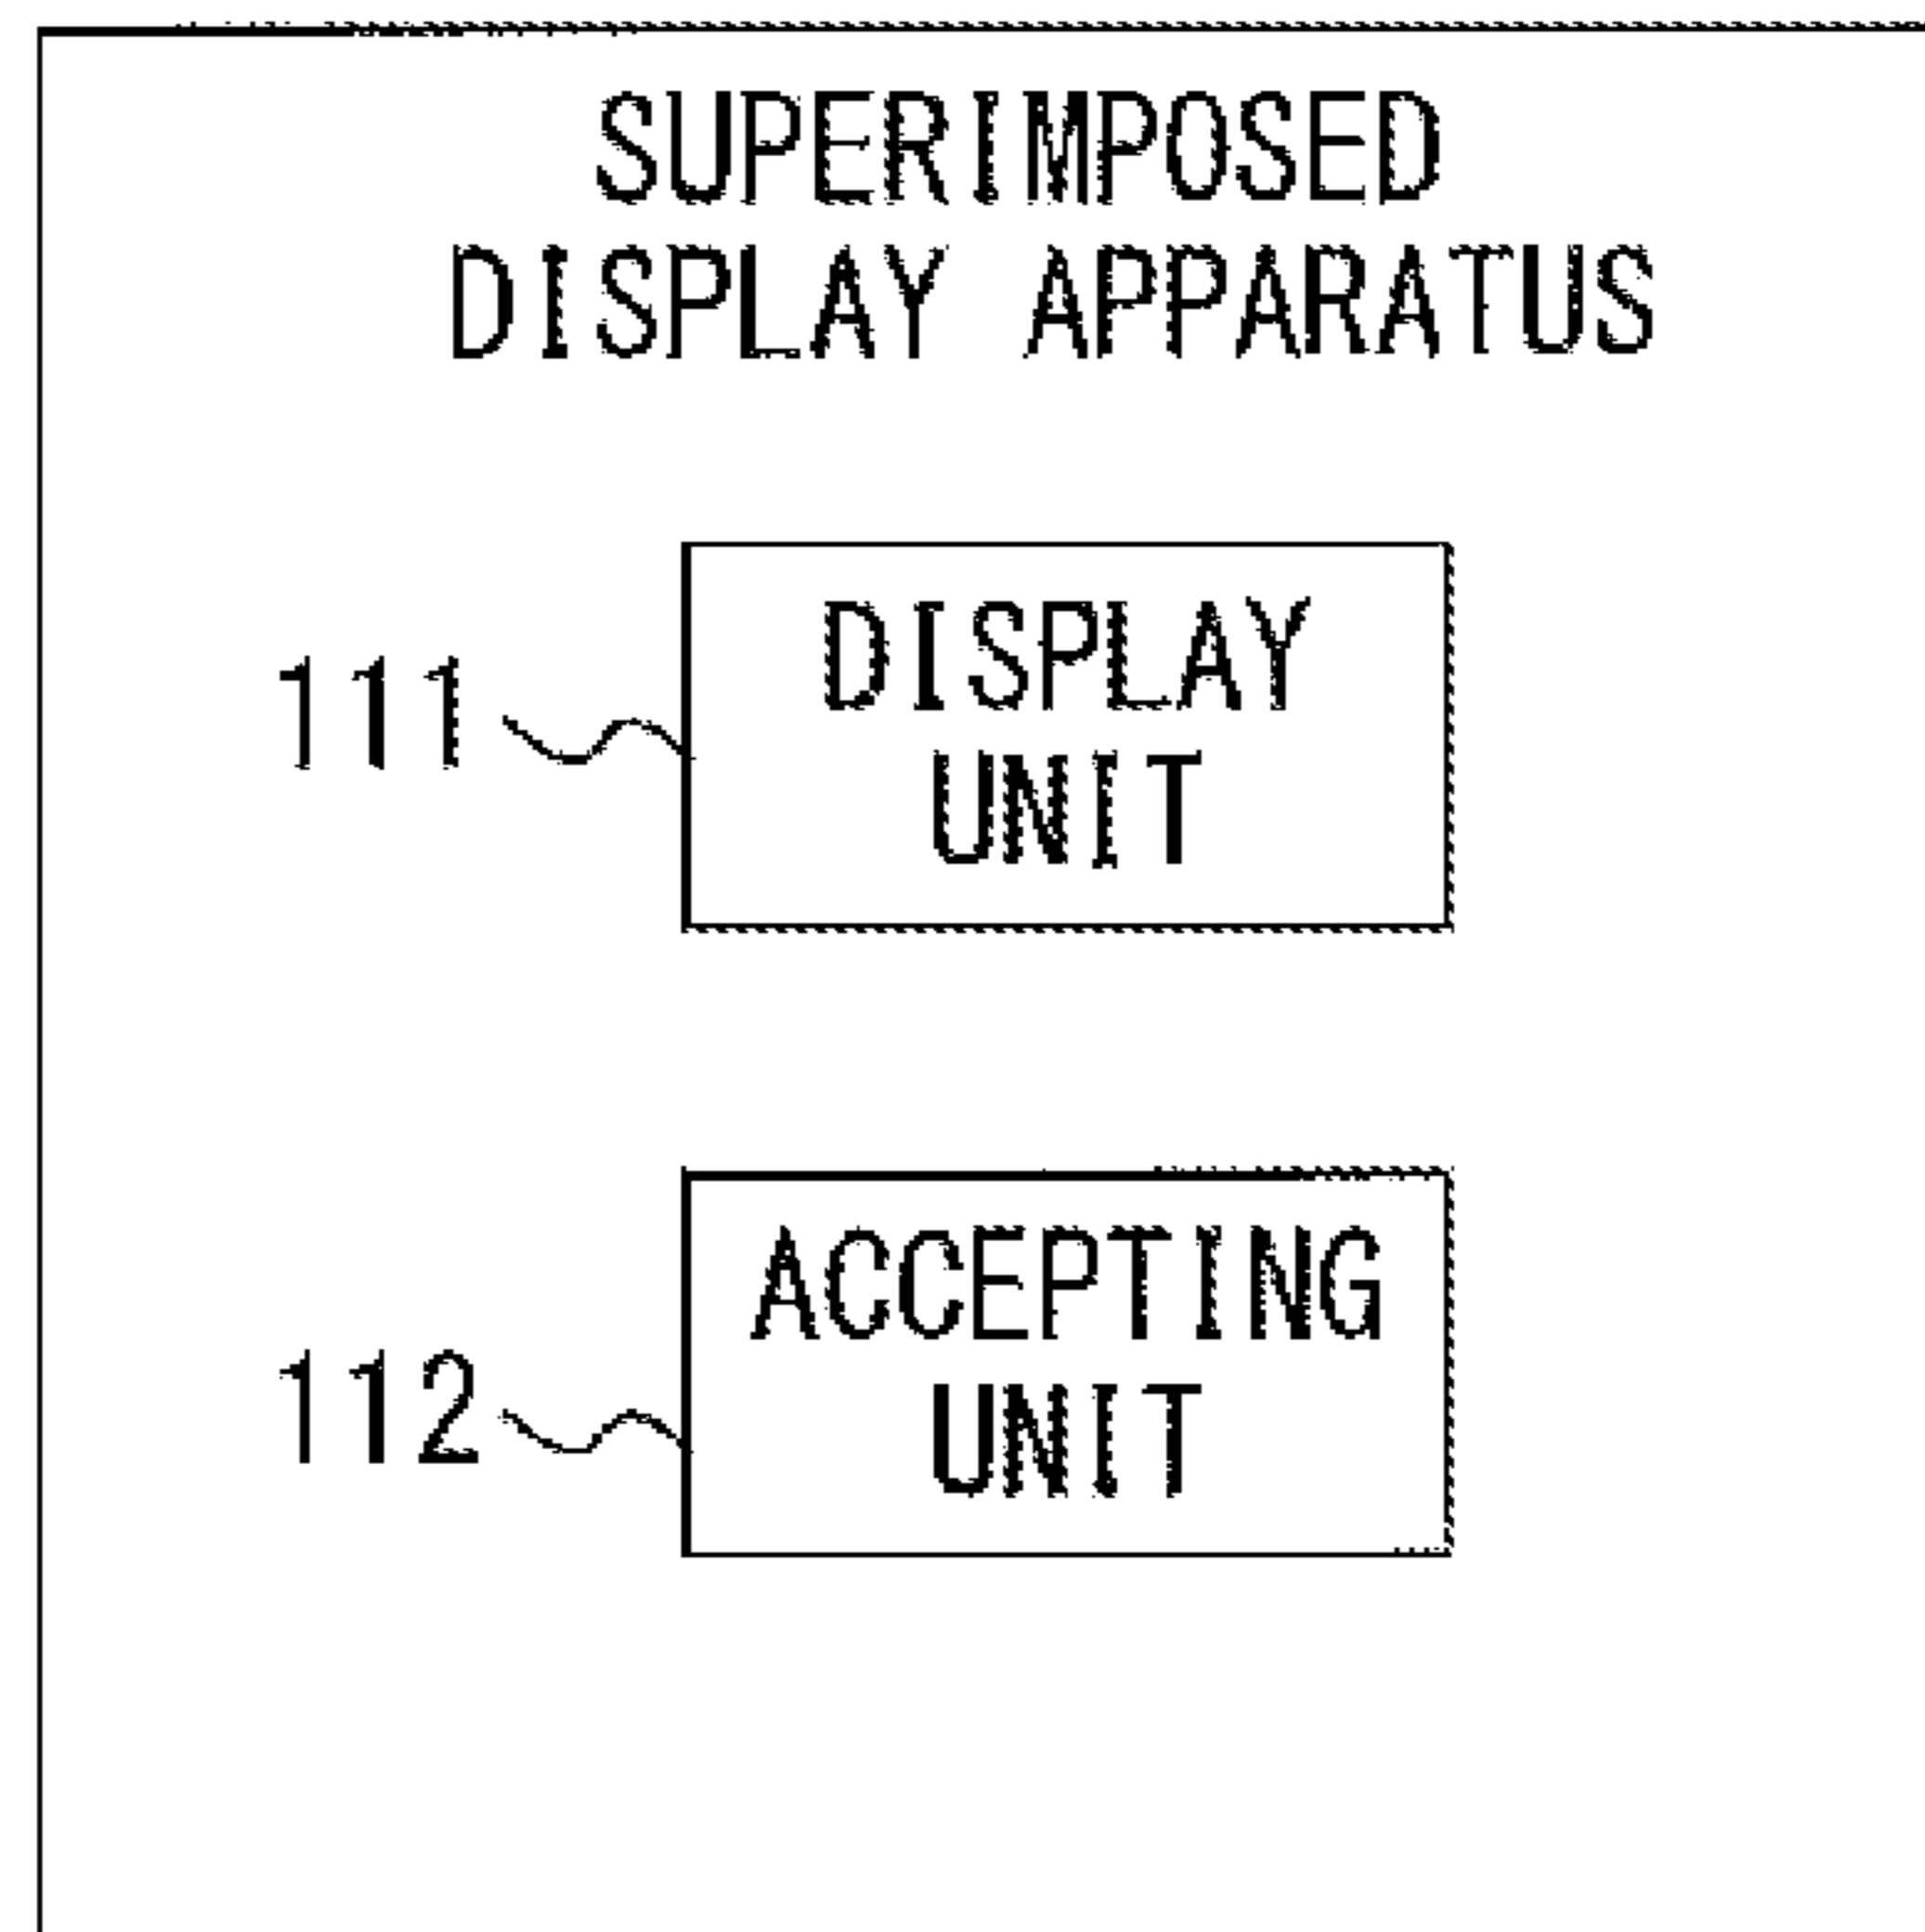 SUPERIMPOSED
DISPLAY APPARATUS
111
DISPLAY
UNIT
112
ACCEPTING
UNIT